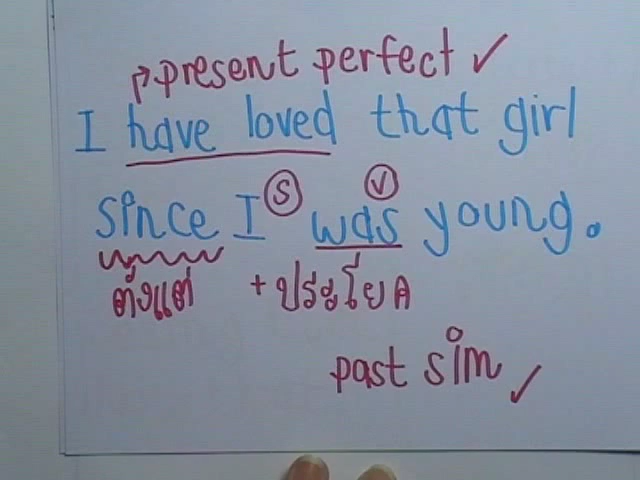 present perfect ✓
I have loved that girl
S V
since I was young.
ตั้งแต่ + ประโยค
past sim ✓